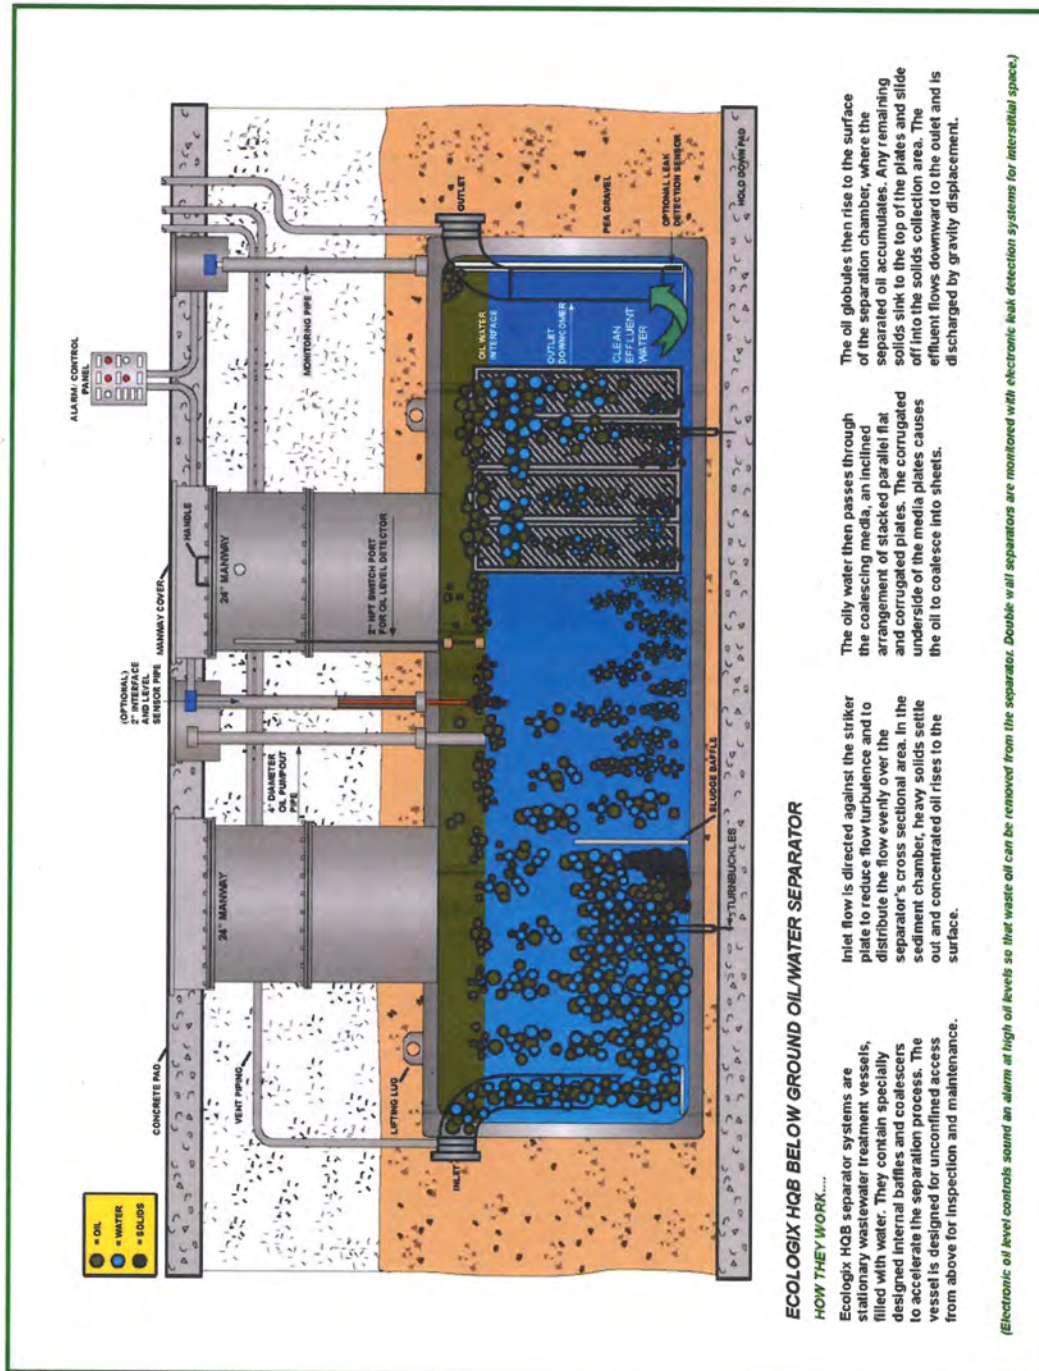 = OIL
= WATER
= SOLIDS
ALARM/ CONTROL
PANEL
CONCRETE PAD
(OPTIONAL)
2" INTERFACE
AND LEVEL
SENSOR PIPE
MANWAY COVER
HANDLE
24" MANWAY
24" MANWAY
VENT PIPING
4" DIAMETER
OIL PUMPOUT
PIPE
2" NPT SWITCH PORT
FOR OIL LEVEL DETECTOR
MONITORING PIPE
LIFTING LUG
INLET
OUTLET
OIL WATER
INTERFACE
OUTLET
DOWNCOMER
CLEAN
EFFLUENT
WATER
PEA GRAVEL
OPTIONAL LEAK
DETECTION SENSOR
SLUDGE BAFFLE
TURNBUCKLES
HOLD DOWN PAD
ECOLOGIX HQB BELOW GROUND OIL/WATER SEPARATOR
HOW THEY WORK....
Ecologix HQB separator systems are
stationary wastewater treatment vessels,
filled with water. They contain specially
designed internal baffles and coalescers
to accelerate the separation process. The
vessel is designed for unconfined access
from above for inspection and maintenance.
Inlet flow is directed against the striker
plate to reduce flow turbulence and to
distribute the flow evenly over the
separator's cross sectional area. In the
sediment chamber, heavy solids settle
out and concentrated oil rises to the
surface.
The oily water then passes through
the coalescing media, an inclined
arrangement of stacked parallel flat
and corrugated plates. The corrugated
underside of the media plates causes
the oil to coalesce into sheets.
The oil globules then rise to the surface
of the separation chamber, where the
separated oil accumulates. Any remaining
solids sink to the top of the plates and slide
off into the solids collection area. The
effluent flows downward to the outlet and is
discharged by gravity displacement.
(Electronic oil level controls sound an alarm at high oil levels so that waste oil can be removed from the separator. Double wall separators are monitored with electronic leak detection systems for interstitial space.)